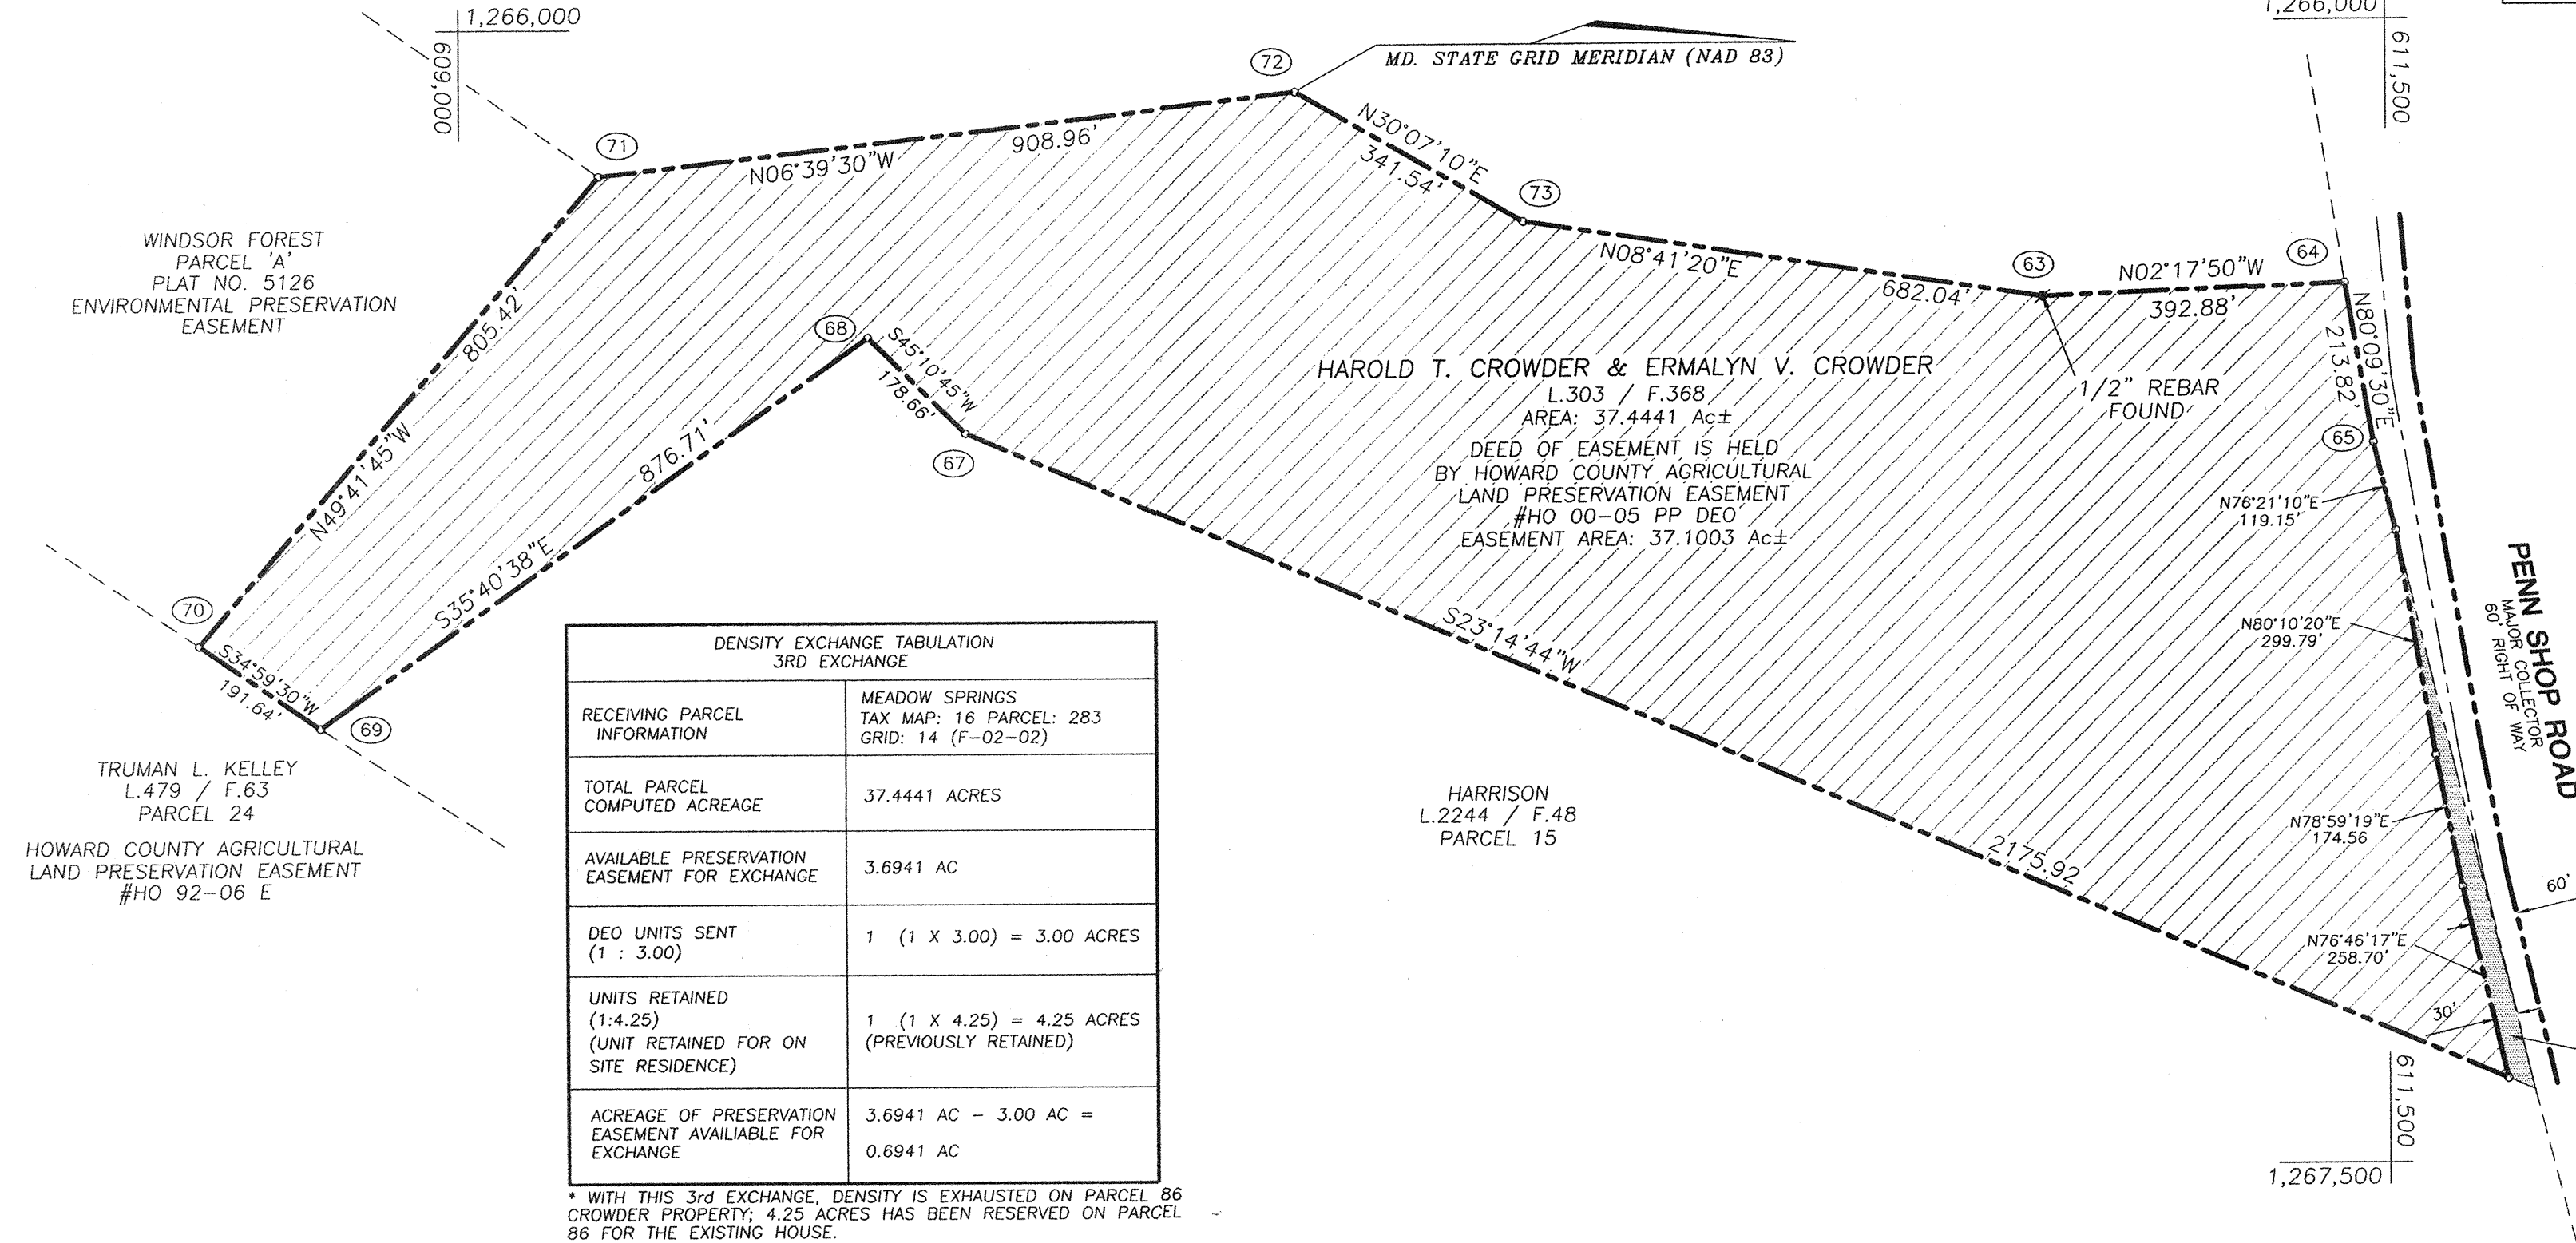 1,266,000
609,000
MD. STATE GRID MERIDIAN (NAD 83)
1,266,000
611,500
72
71
N06°39'30"W
908.96'
N30°07'10"E
341.54'
73
N08°41'20"E
682.04'
63
N02°17'50"W
392.88'
64
N80°09'30"E
213.82'
65
1/2" REBAR
FOUND
WINDSOR FOREST
PARCEL 'A'
PLAT NO. 5126
ENVIRONMENTAL PRESERVATION
EASEMENT
805.42'
N49°41'45"W
68
S45°10'45"W
178.66'
67
876.71'
S35°40'38"E
70
S34°59'30"W
191.64'
69
HAROLD T. CROWDER & ERMALYN V. CROWDER
L.303 / F.368
AREA: 37.4441 Ac±
DEED OF EASEMENT IS HELD
BY HOWARD COUNTY AGRICULTURAL
LAND PRESERVATION EASEMENT
#HO 00-05 PP DEO
EASEMENT AREA: 37.1003 Ac±
N76°21'10"E
119.15'
N80°10'20"E
299.79'
N78°59'19"E
174.56
N76°46'17"E
258.70'
PENN SHOP ROAD
MAJOR COLLECTOR
60' RIGHT OF WAY
60'
30'
S23°14'44"W
2175.92
TRUMAN L. KELLEY
L.479 / F.63
PARCEL 24
HOWARD COUNTY AGRICULTURAL
LAND PRESERVATION EASEMENT
#HO 92-06 E
HARRISON
L.2244 / F.48
PARCEL 15
DENSITY EXCHANGE TABULATION
3RD EXCHANGE
RECEIVING PARCEL
INFORMATION
MEADOW SPRINGS
TAX MAP: 16 PARCEL: 283
GRID: 14 (F-02-02)
TOTAL PARCEL
COMPUTED ACREAGE
37.4441 ACRES
AVAILABLE PRESERVATION
EASEMENT FOR EXCHANGE
3.6941 AC
DEO UNITS SENT
(1 : 3.00)
1 (1 X 3.00) = 3.00 ACRES
UNITS RETAINED
(1:4.25)
(UNIT RETAINED FOR ON
SITE RESIDENCE)
1 (1 X 4.25) = 4.25 ACRES
(PREVIOUSLY RETAINED)
ACREAGE OF PRESERVATION
EASEMENT AVAILIABLE FOR
EXCHANGE
3.6941 AC - 3.00 AC =
0.6941 AC
* WITH THIS 3rd EXCHANGE, DENSITY IS EXHAUSTED ON PARCEL 86
CROWDER PROPERTY; 4.25 ACRES HAS BEEN RESERVED ON PARCEL
86 FOR THE EXISTING HOUSE.
611,500
1,267,500